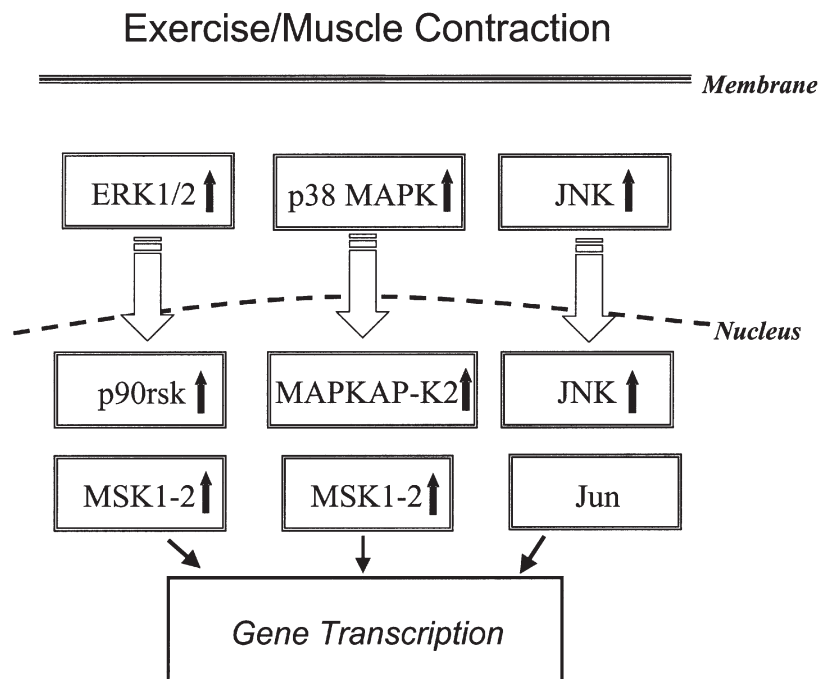 Exercise/Muscle Contraction
Membrane
ERK1/2
p38 MAPK
JNK
Nucleus
p90rsk
MAPKAP-K2
JNK
MSK1-2
MSK1-2
Jun
Gene Transcription